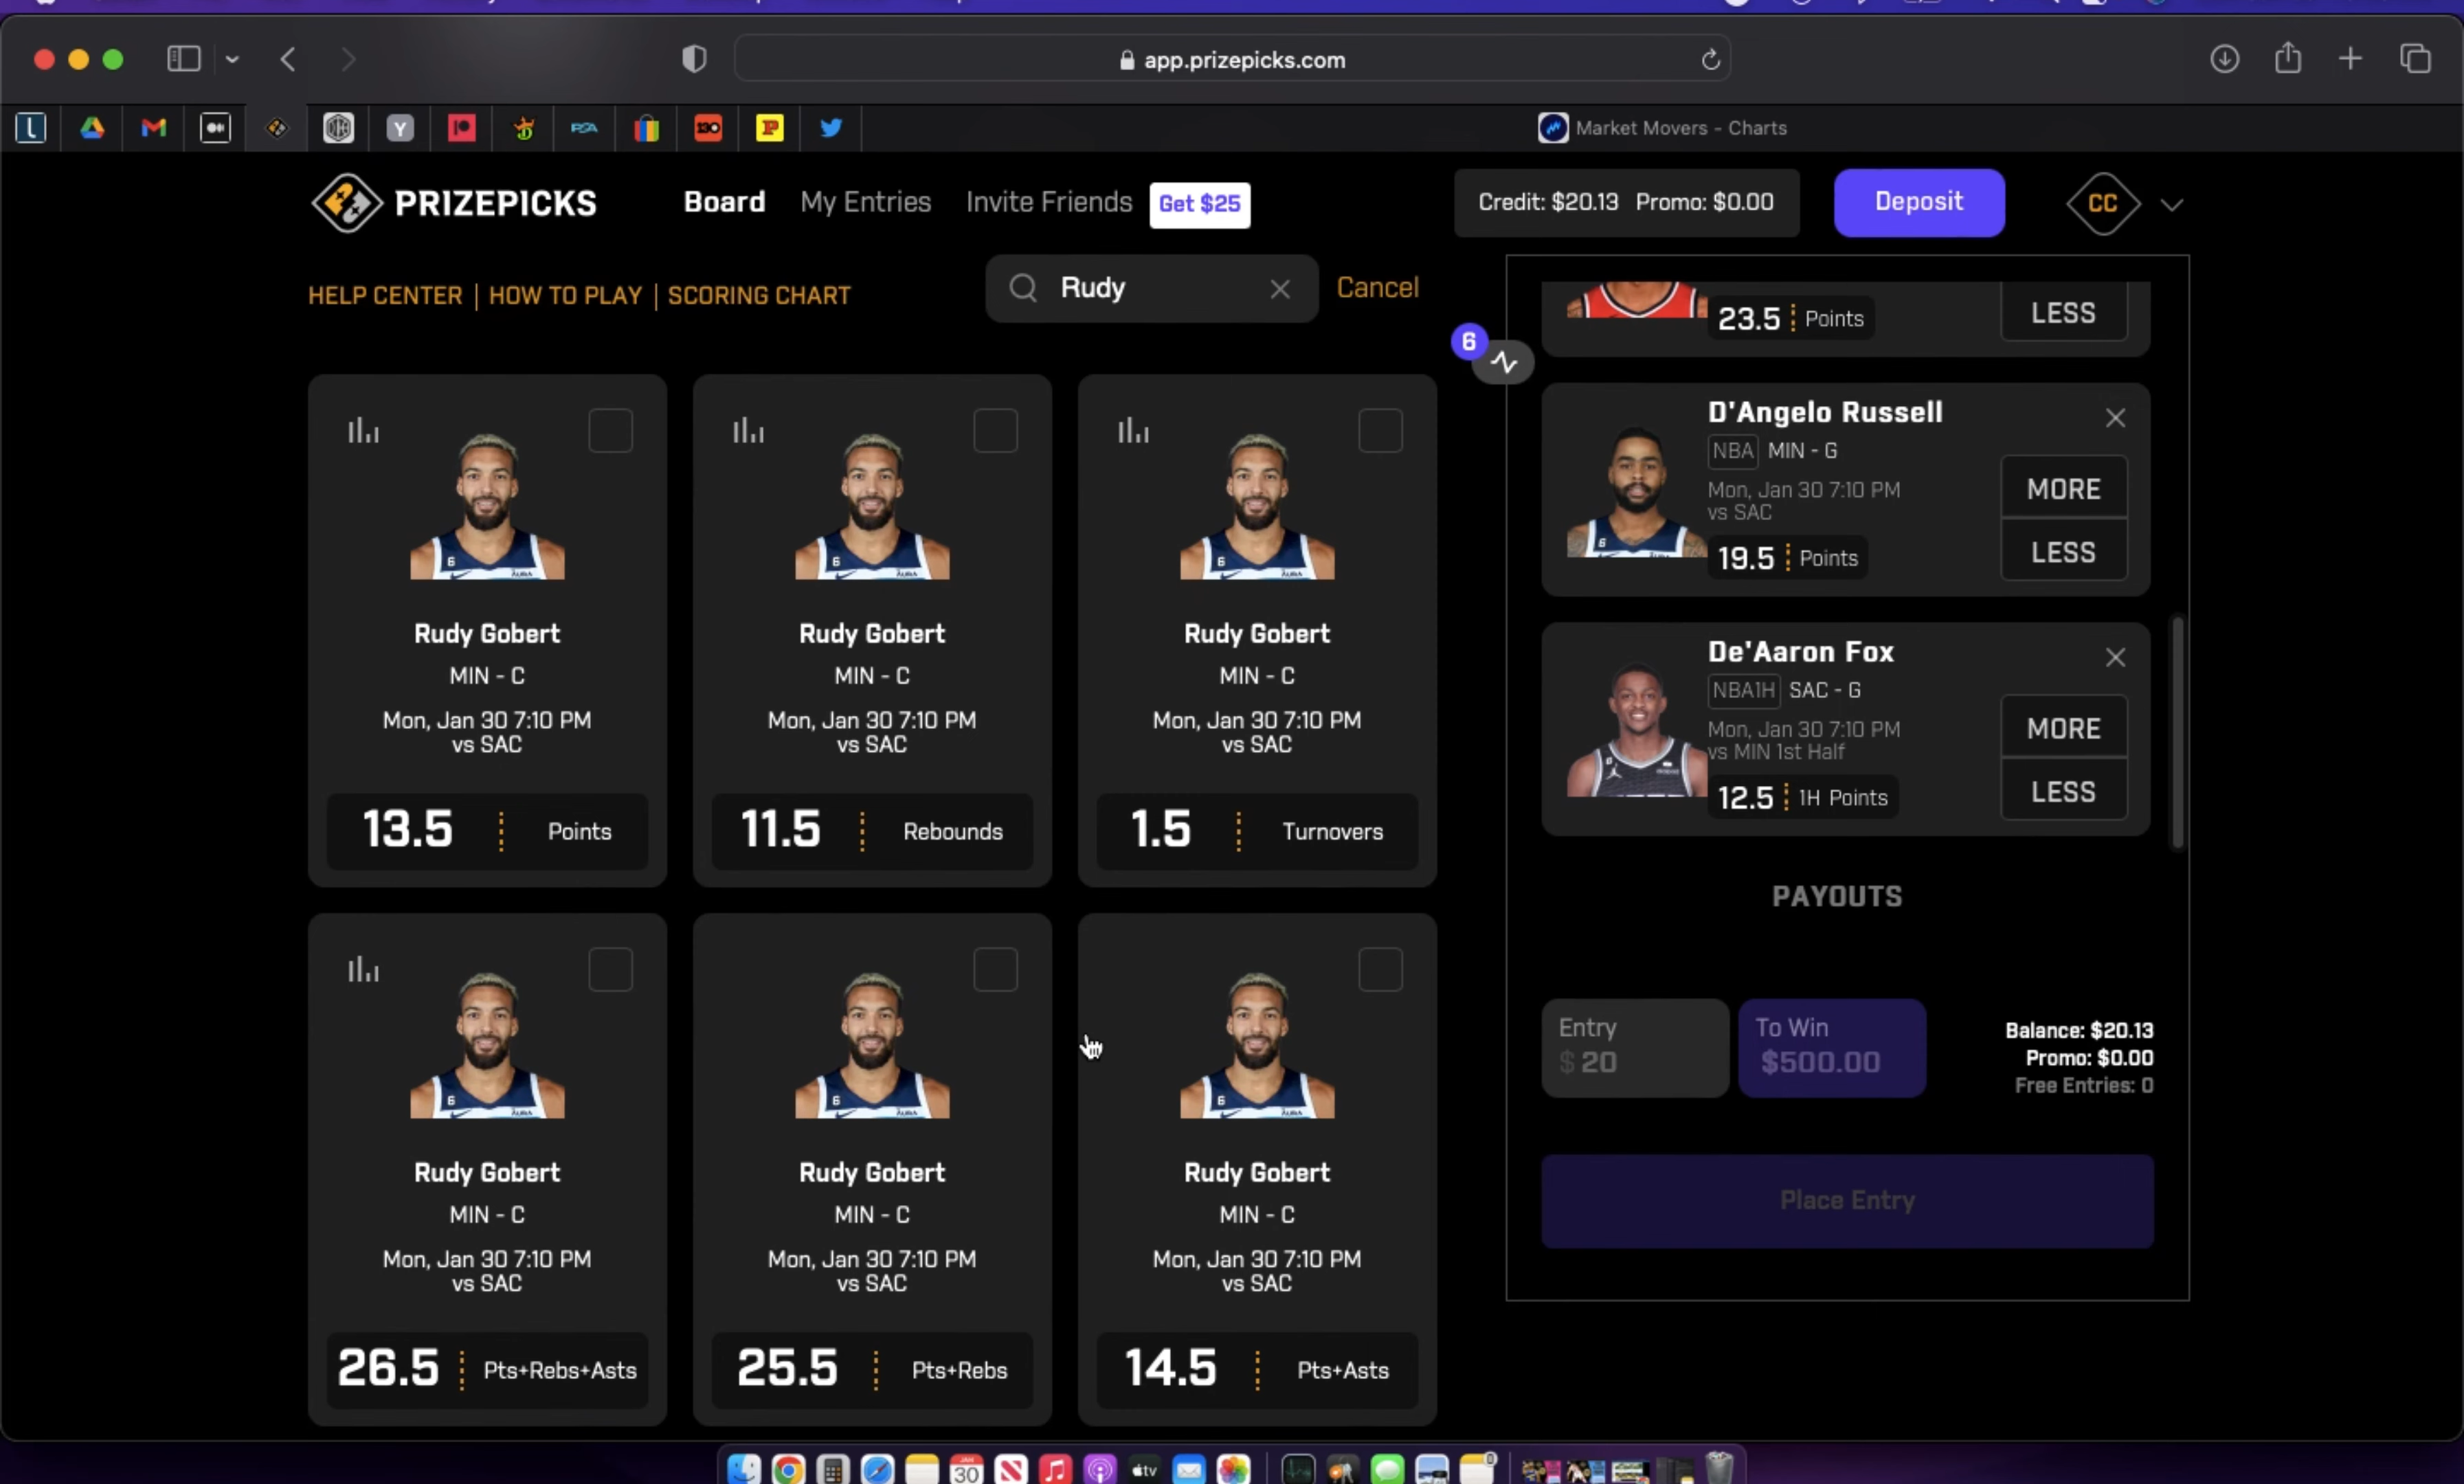 app.prizepicks.com
Market Movers - Charts
PRIZEPICKS
Board
My Entries
Invite Friends
Get $25
Credit: $20.13 Promo: $0.00
Deposit
CC
HELP CENTER | HOW TO PLAY | SCORING CHART
Rudy
Cancel
6
Rudy Gobert
MIN - C
Mon, Jan 30 7:10 PM
vs SAC
13.5 Points
Rudy Gobert
MIN - C
Mon, Jan 30 7:10 PM
vs SAC
11.5 Rebounds
Rudy Gobert
MIN - C
Mon, Jan 30 7:10 PM
vs SAC
1.5 Turnovers
Rudy Gobert
MIN - C
Mon, Jan 30 7:10 PM
vs SAC
26.5 Pts+Rebs+Asts
Rudy Gobert
MIN - C
Mon, Jan 30 7:10 PM
vs SAC
25.5 Pts+Rebs
Rudy Gobert
MIN - C
Mon, Jan 30 7:10 PM
vs SAC
14.5 Pts+Asts
23.5 Points
LESS
D'Angelo Russell
NBA MIN - G
Mon, Jan 30 7:10 PM
vs SAC
19.5 Points
MORE
LESS
De'Aaron Fox
NBA1H SAC - G
Mon, Jan 30 7:10 PM
vs MIN 1st Half
12.5 1H Points
MORE
LESS
PAYOUTS
Entry
$ 20
To Win
$500.00
Balance: $20.13
Promo: $0.00
Free Entries: 0
Place Entry
JAN
30
tv